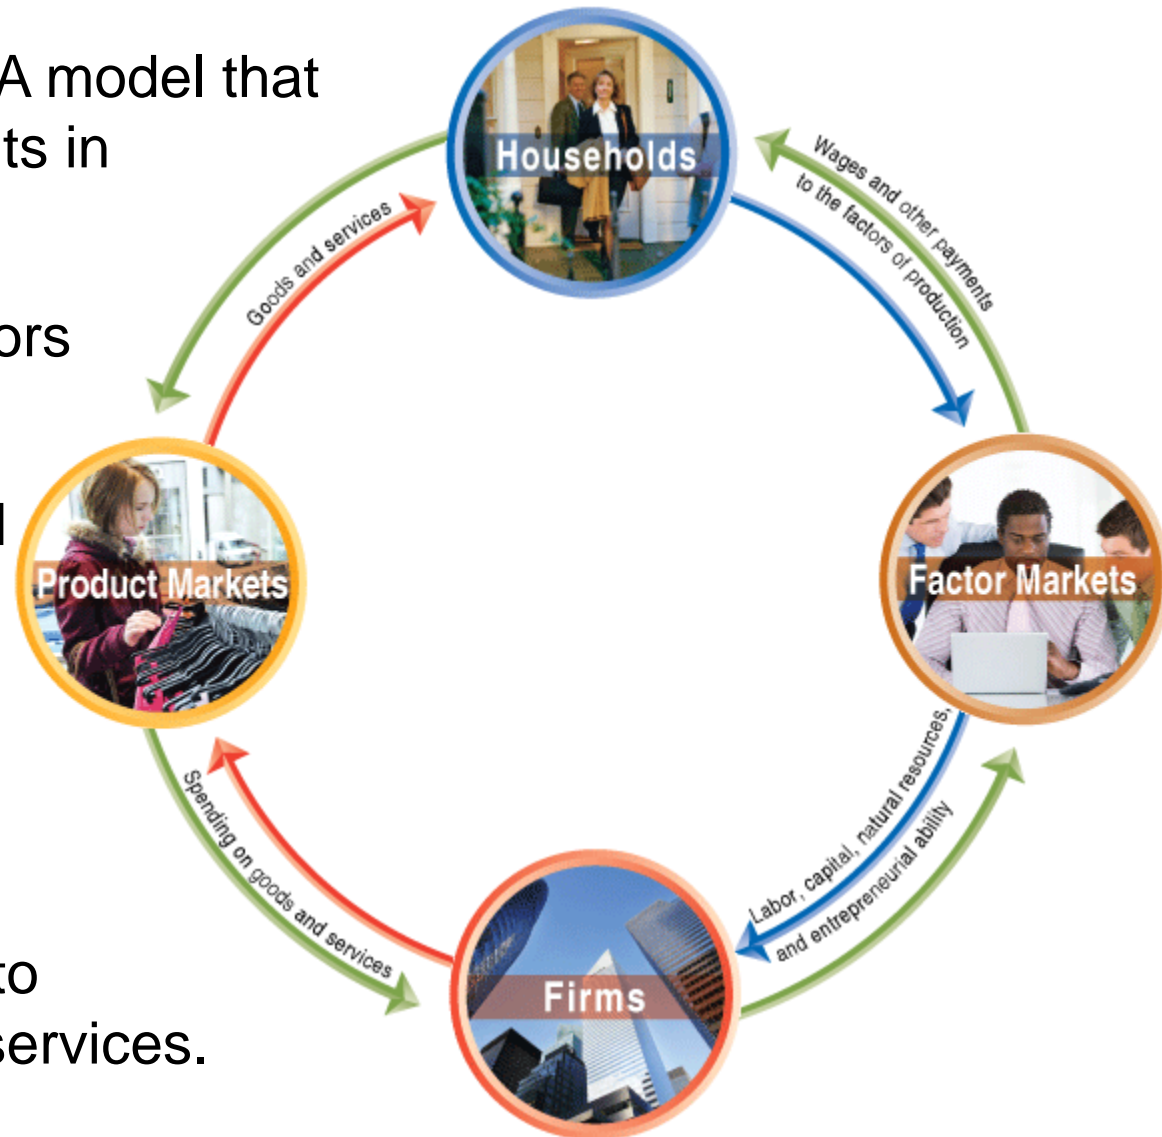 A model that
ts in
ors
l
to
services.
Households
Wages and other payments
to the factors of production
Goods and services
Product Markets
Factor Markets
Spending on goods and services
Labor, capital, natural resources,
and entrepreneurial ability
Firms